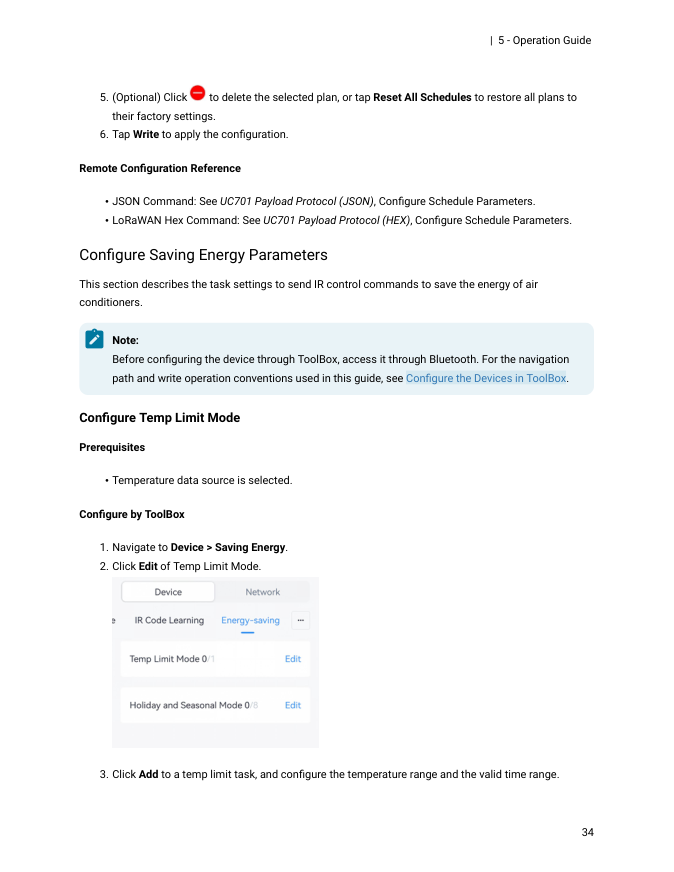 | 5 - Operation Guide
5. (Optional) Click to delete the selected plan, or tap Reset All Schedules to restore all plans to
their factory settings.
6. Tap Write to apply the configuration.
Remote Configuration Reference
• JSON Command: See UC701 Payload Protocol (JSON), Configure Schedule Parameters.
• LoRaWAN Hex Command: See UC701 Payload Protocol (HEX), Configure Schedule Parameters.
Configure Saving Energy Parameters
This section describes the task settings to send IR control commands to save the energy of air
conditioners.
Note:
Before configuring the device through ToolBox, access it through Bluetooth. For the navigation
path and write operation conventions used in this guide, see Configure the Devices in ToolBox.
Configure Temp Limit Mode
Prerequisites
• Temperature data source is selected.
Configure by ToolBox
1. Navigate to Device > Saving Energy.
2. Click Edit of Temp Limit Mode.
Device Network
e IR Code Learning Energy-saving ...
Temp Limit Mode 0/1 Edit
Holiday and Seasonal Mode 0/8 Edit
3. Click Add to a temp limit task, and configure the temperature range and the valid time range.
34